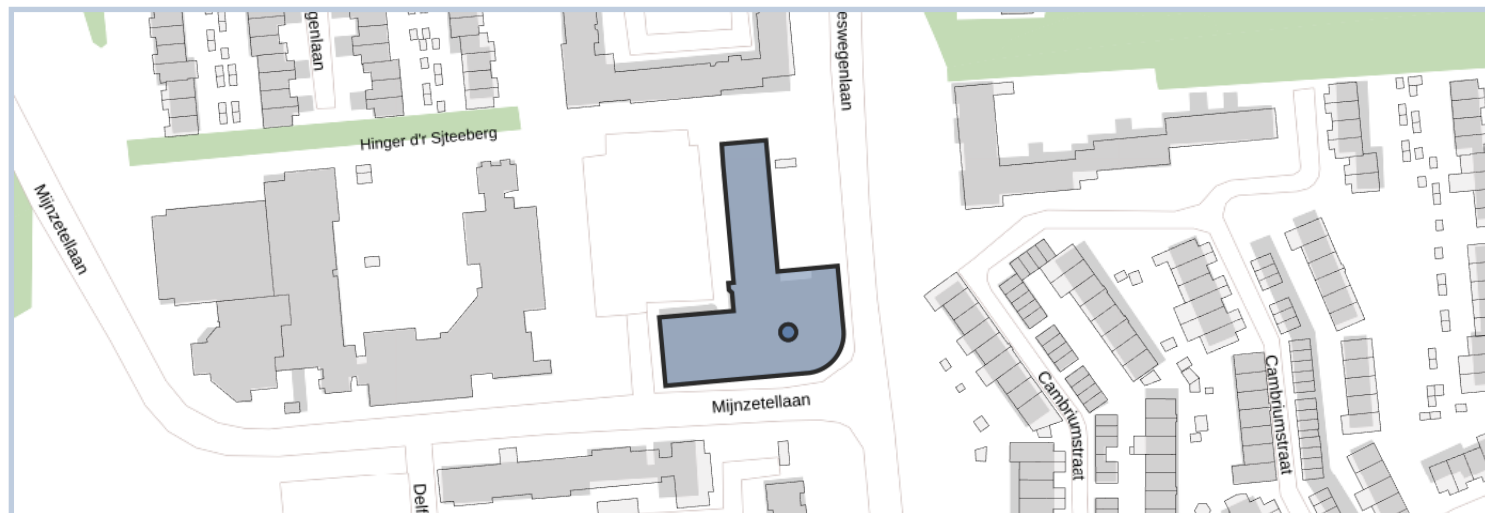 genlaan
eswegenlaan
Hinger d'r Sjteeberg
Mijnzetellaan
Mijnzetellaan
Cambriumstraat
Cambriumstraat
Delf